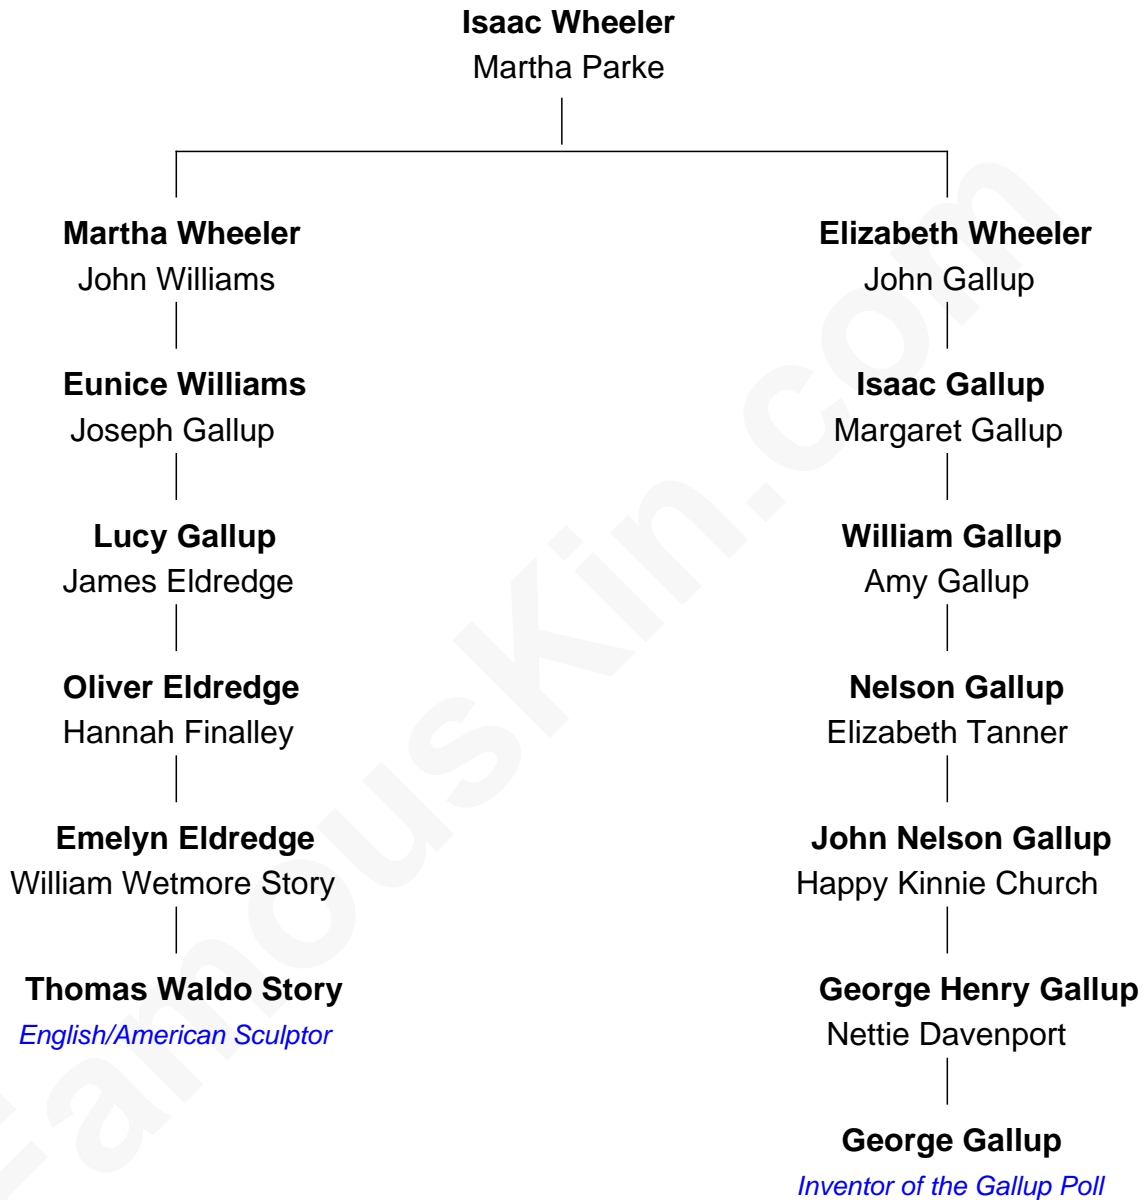 Isaac Wheeler
Martha Parke
Martha Wheeler
John Williams
Eunice Williams
Joseph Gallup
Lucy Gallup
James Eldredge
Oliver Eldredge
Hannah Finalley
Emelyn Eldredge
William Wetmore Story
Thomas Waldo Story
English/American Sculptor
Elizabeth Wheeler
John Gallup
Isaac Gallup
Margaret Gallup
William Gallup
Amy Gallup
Nelson Gallup
Elizabeth Tanner
John Nelson Gallup
Happy Kinnie Church
George Henry Gallup
Nettie Davenport
George Gallup
Inventor of the Gallup Poll
FamousKin.com